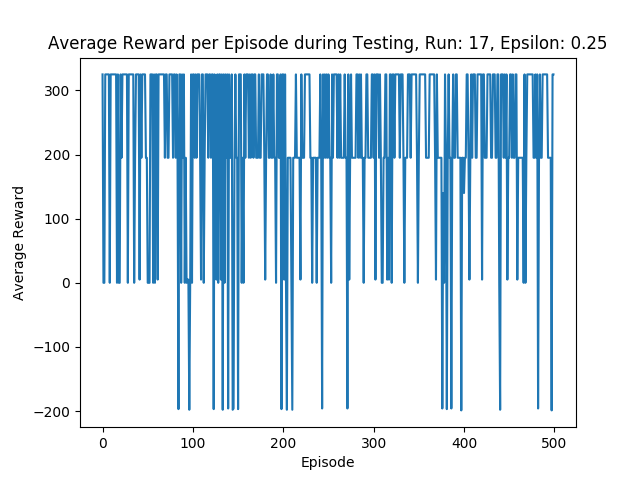 Average Reward per Episode during Testing, Run: 17, Epsilon: 0.25
Average Reward
300
200
100
0
−100
−200
0 100 200 300 400 500
Episode